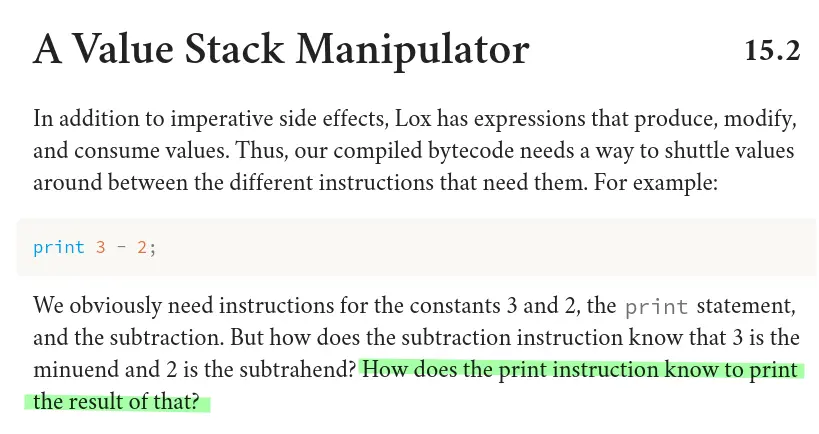 A Value Stack Manipulator 15.2
In addition to imperative side effects, Lox has expressions that produce, modify,
and consume values. Thus, our compiled bytecode needs a way to shuttle values
around between the different instructions that need them. For example:
print 3 - 2;
We obviously need instructions for the constants 3 and 2, the print statement,
and the subtraction. But how does the subtraction instruction know that 3 is the
minuend and 2 is the subtrahend? How does the print instruction know to print
the result of that?